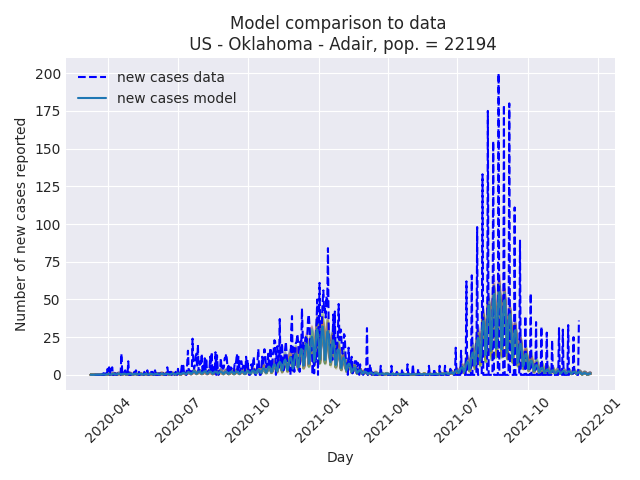 Model comparison to data
US - Oklahoma - Adair, pop. = 22194
new cases data
new cases model
Number of new cases reported
200
175
150
125
100
75
50
25
0
2020-04
2020-07
2020-10
2021-01
2021-04
2021-07
2021-10
2022-01
Day